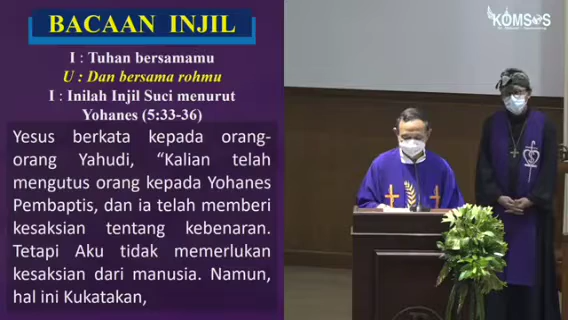 BACAAN INJIL
I : Tuhan bersamamu
U : Dan bersama rohmu
I : Inilah Injil Suci menurut
Yohanes (5:33-36)
Yesus berkata kepada orang-
orang Yahudi, “Kalian telah
mengutus orang kepada Yohanes
Pembaptis, dan ia telah memberi
kesaksian tentang kebenaran.
Tetapi Aku tidak memerlukan
kesaksian dari manusia. Namun,
hal ini Kukatakan,
KOMSOS